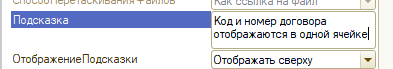 СпособПеретаскиванияФайлов Как ссылка на файл
Подсказка Код и номер договора
отображаются в одной ячейке
ОтображениеПодсказки Отображать сверху